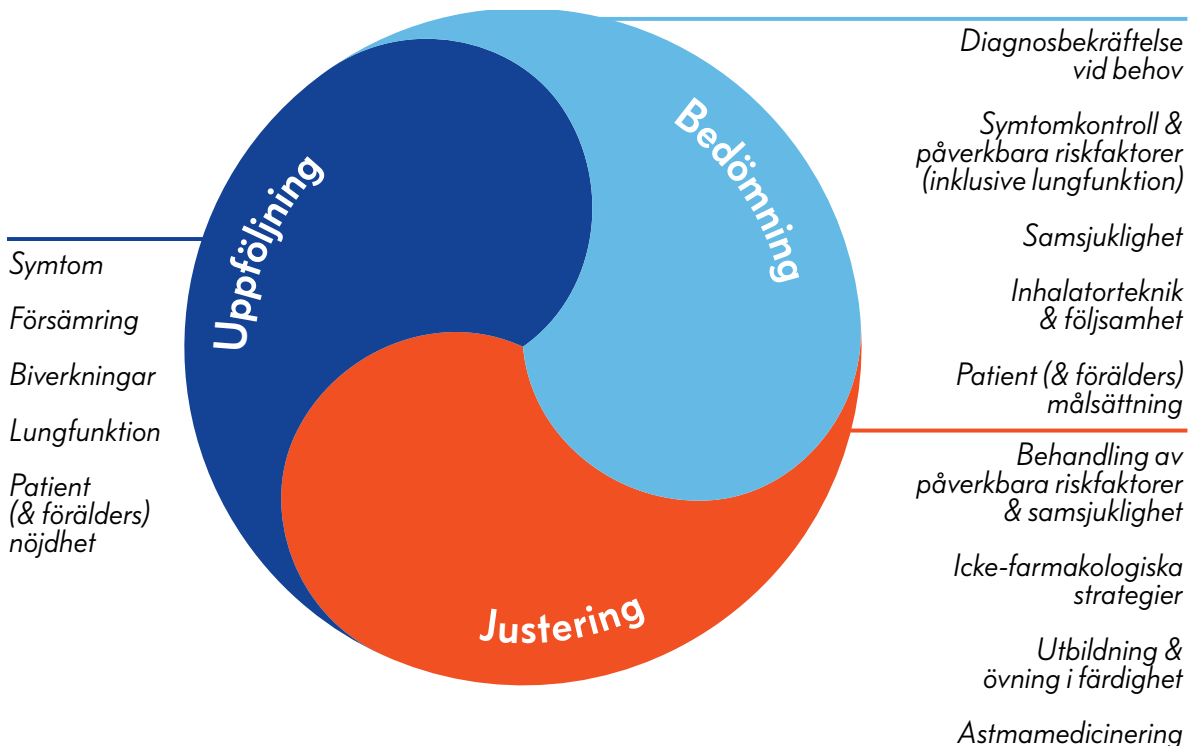 Uppföljning
Bedömning
Justering
Symtom
Försämring
Biverkningar
Lungfunktion
Patient
(& förälders)
nöjdhet
Diagnosbekräftelse
vid behov
Symtomkontroll &
påverkbara riskfaktorer
(inklusive lungfunktion)
Samsjuklighet
Inhalatorteknik
& följsamhet
Patient (& förälders)
målsättning
Behandling av
påverkbara riskfaktorer
& samsjuklighet
Icke-farmakologiska
strategier
Utbildning &
övning i färdighet
Astmamedicinering